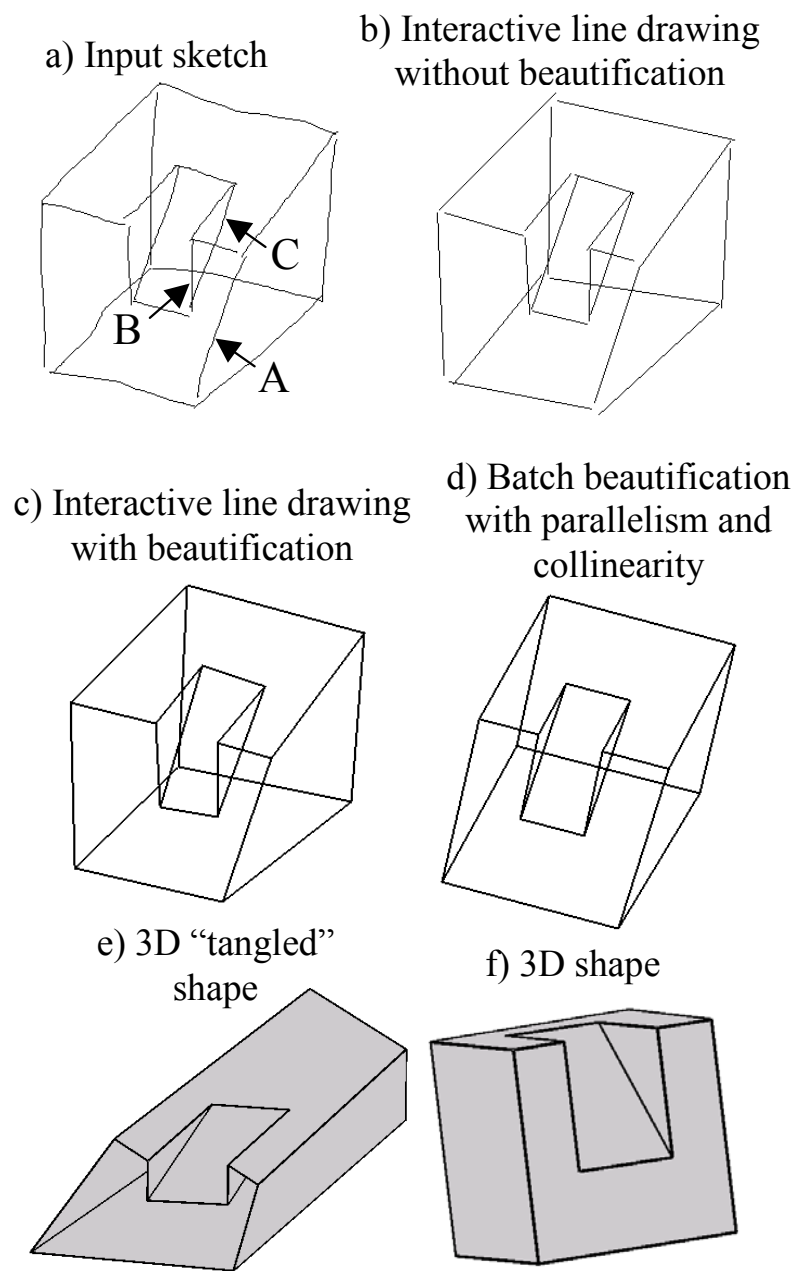 a) Input sketch
b) Interactive line drawing
without beautification
C
B
A
c) Interactive line drawing
with beautification
d) Batch beautification
with parallelism and
collinearity
e) 3D “tangled”
shape
f) 3D shape